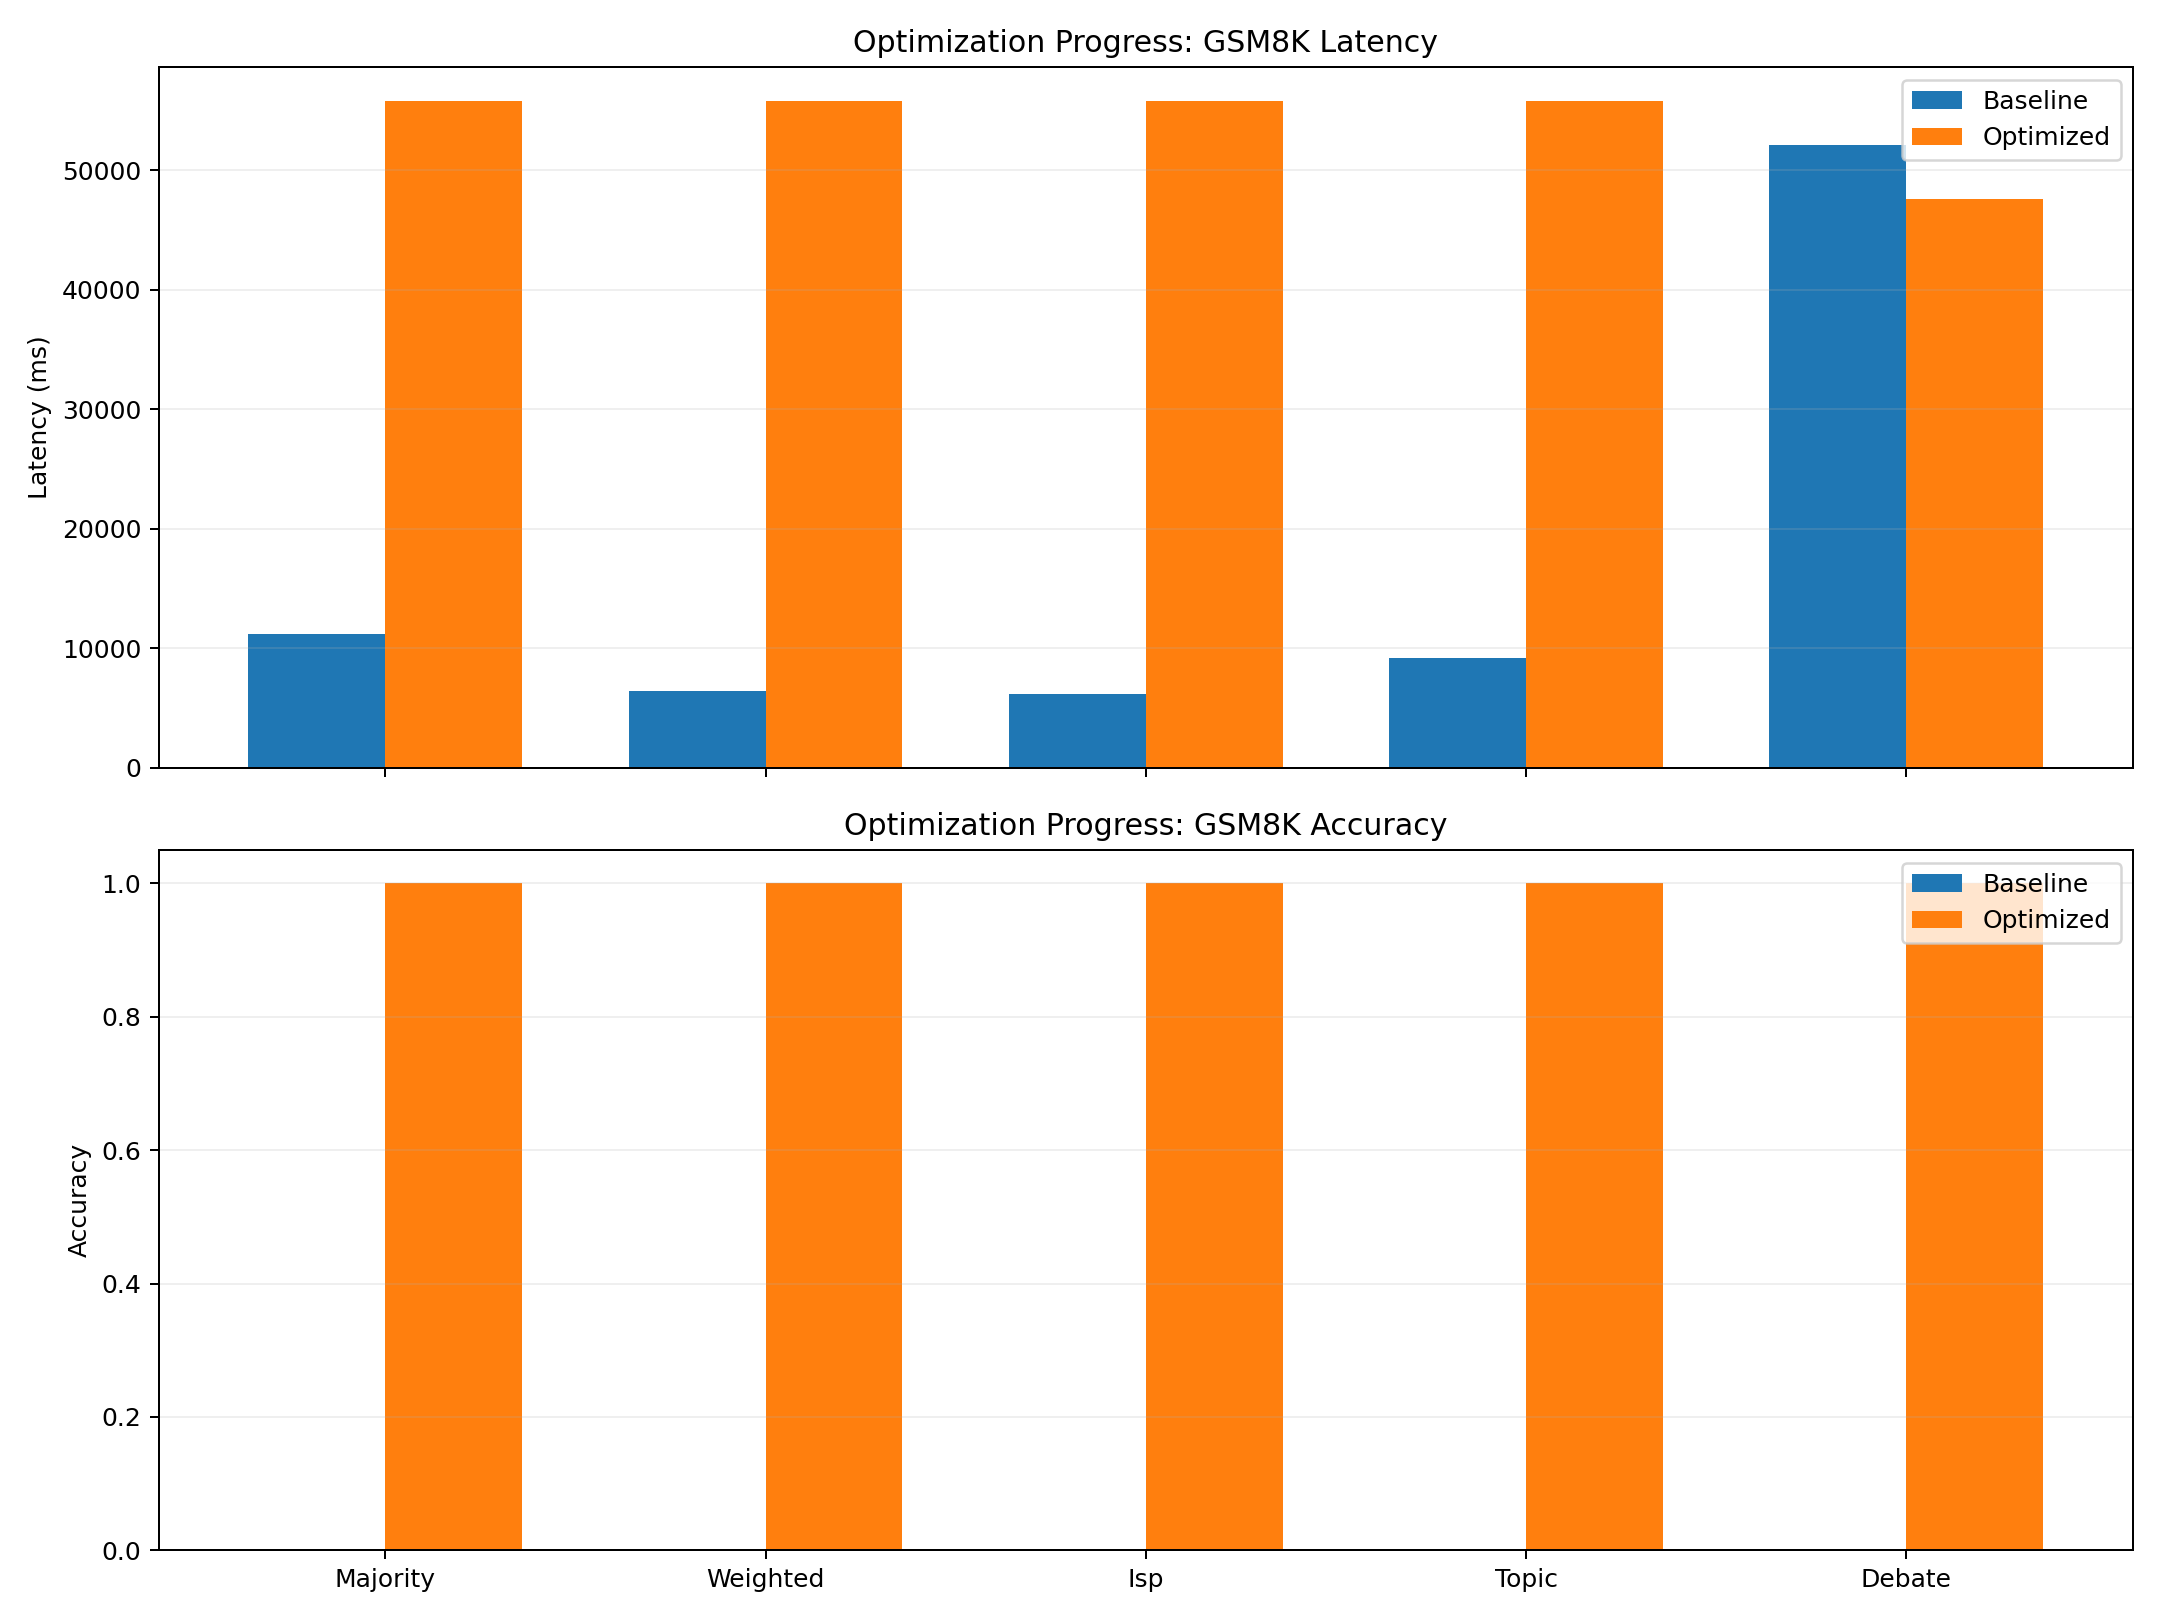 Optimization Progress: GSM8K Latency
Latency (ms)
50000
40000
30000
20000
10000
0
Baseline
Optimized
Optimization Progress: GSM8K Accuracy
Accuracy
1.0
0.8
0.6
0.4
0.2
0.0
Baseline
Optimized
Majority
Weighted
Isp
Topic
Debate